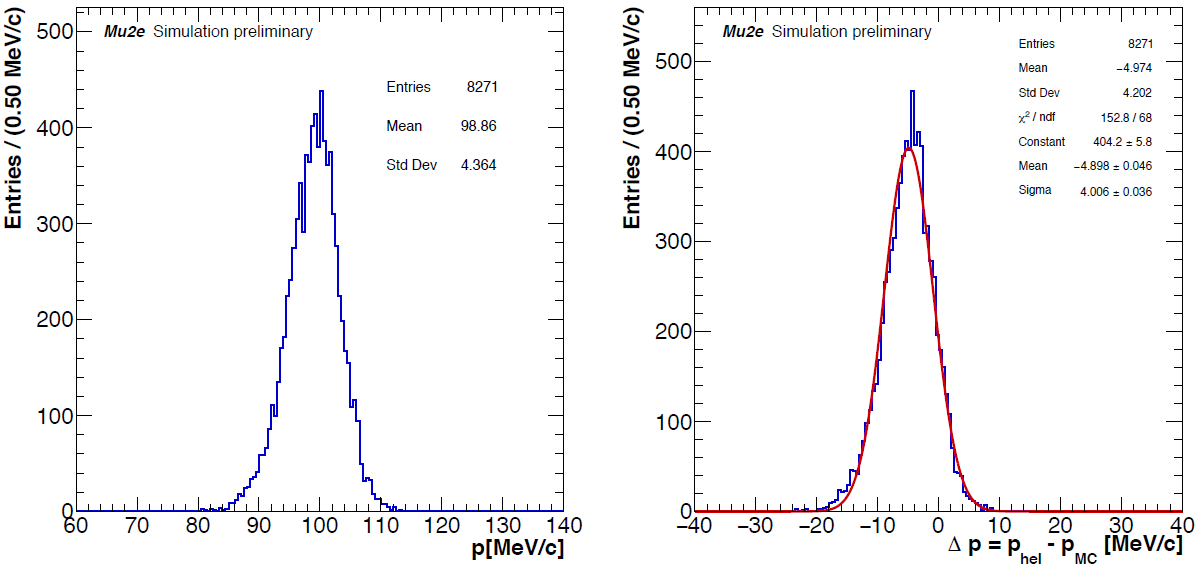 Mu2e Simulation preliminary
Entries / (0.50 MeV/c)
500
400
300
200
100
0
Entries 8271
Mean 98.86
Std Dev 4.364
60 70 80 90 100 110 120 130 140
p[MeV/c]
Mu2e Simulation preliminary
Entries / (0.50 MeV/c)
500
400
300
200
100
0
Entries 8271
Mean −4.974
Std Dev 4.202
χ² / ndf 152.8 / 68
Constant 404.2 ± 5.8
Mean −4.898 ± 0.046
Sigma 4.006 ± 0.036
−40 −30 −20 −10 0 10 20 30 40
Δ p = p_hel - p_MC [MeV/c]